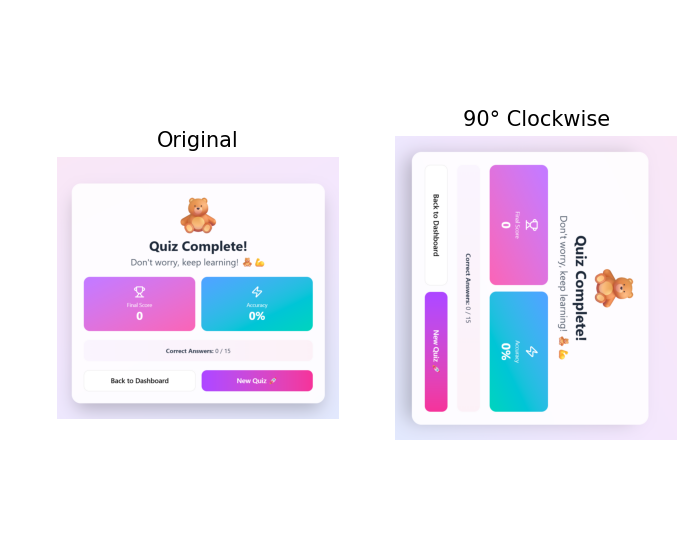 Original
Quiz Complete!
Don't worry, keep learning! 🧸 💪
Final Score
0
Accuracy
0%
Correct Answers: 0 / 15
Back to Dashboard
New Quiz 🚀
90° Clockwise
Quiz Complete!
Don't worry, keep learning! 🧸 💪
Final Score
0
Accuracy
0%
Correct Answers: 0 / 15
Back to Dashboard
New Quiz 🚀